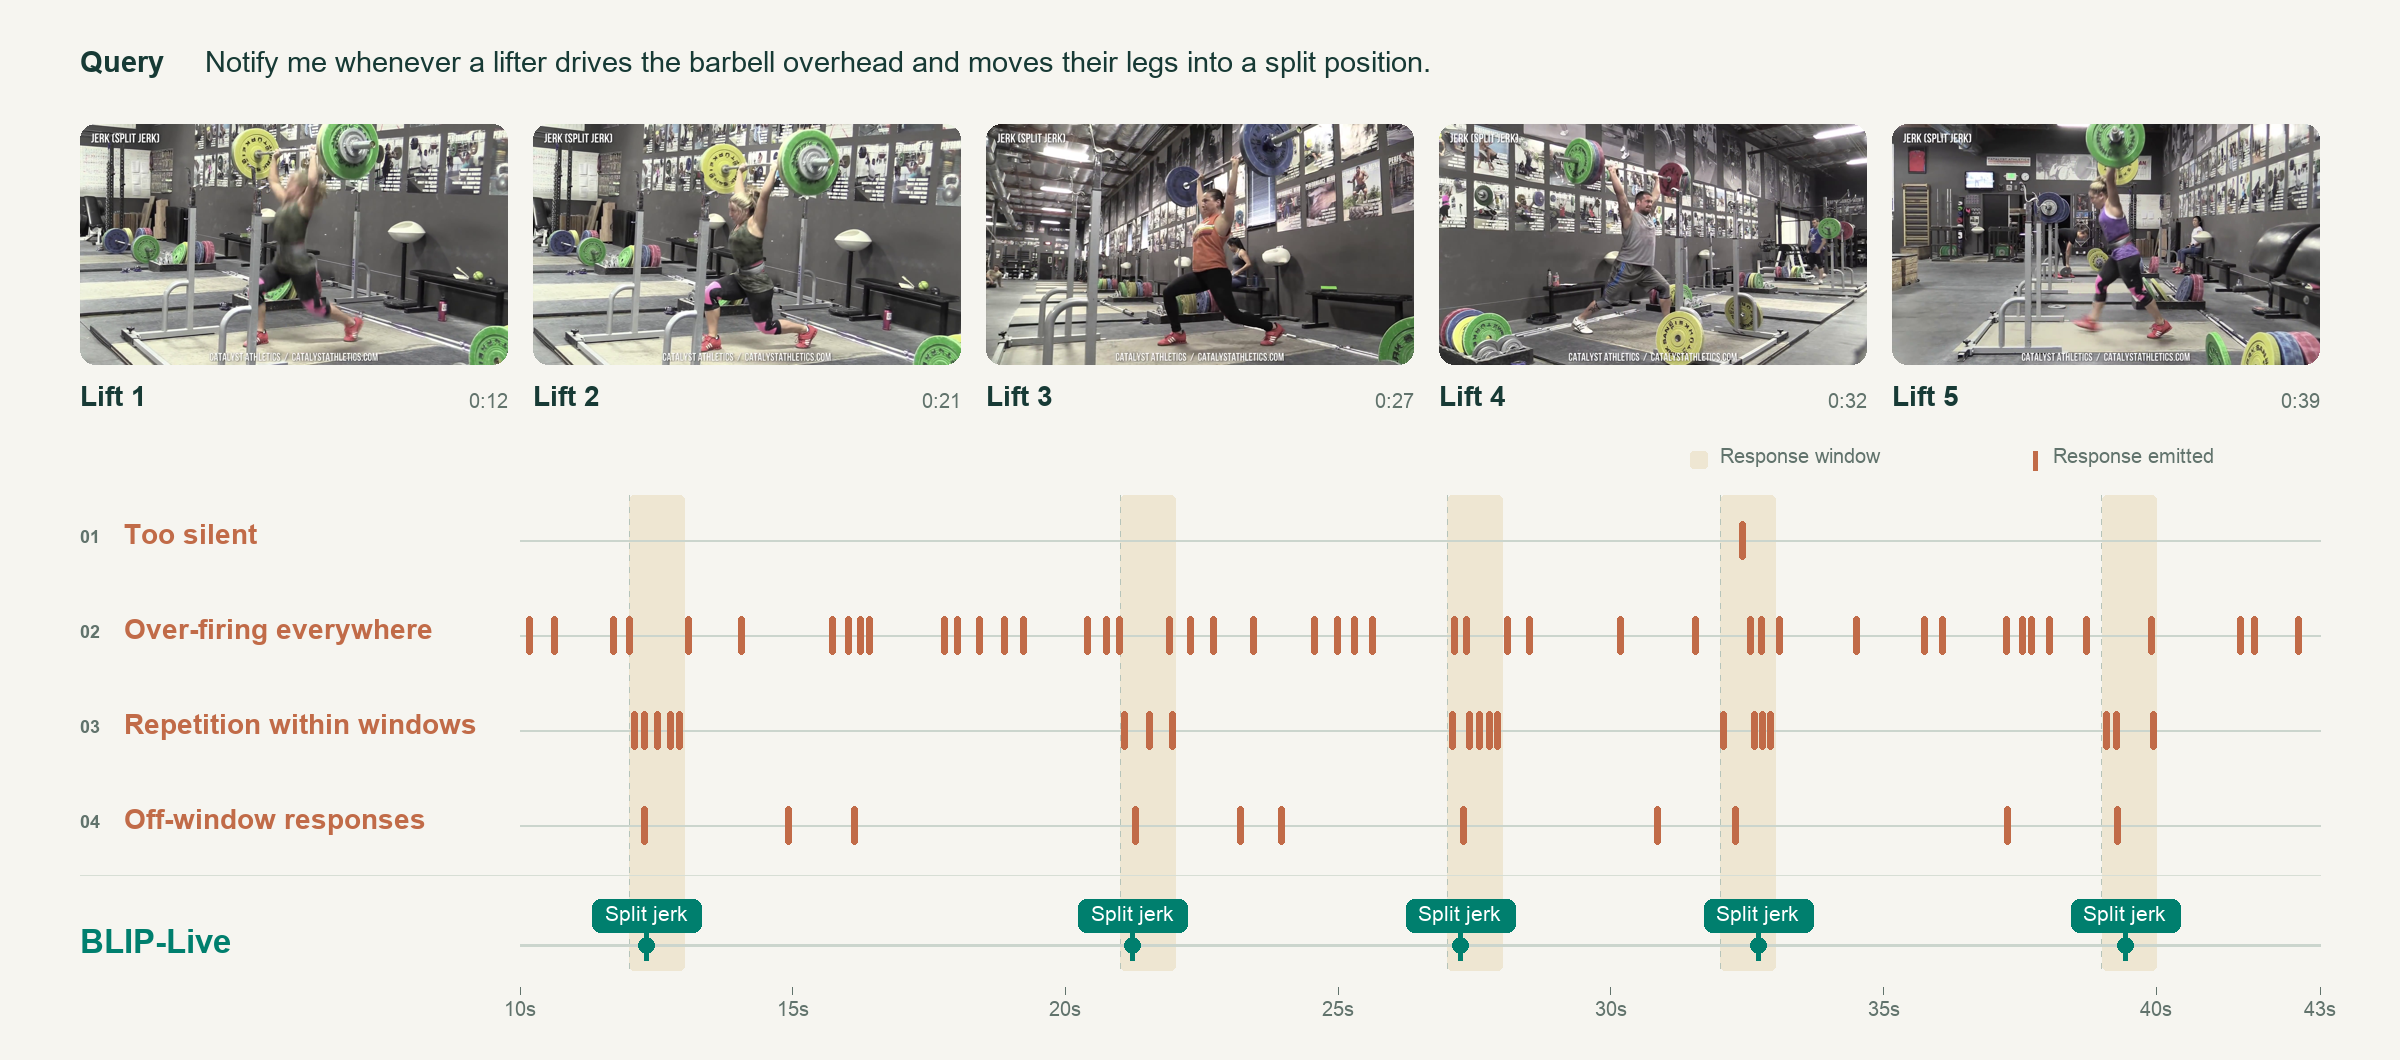 Query Notify me whenever a lifter drives the barbell overhead and moves their legs into a split position.
JERK (SPLIT JERK) JERK (SPLIT JERK) JERK (SPLIT JERK) JERK (SPLIT JERK) JERK (SPLIT JERK)
CATALYST ATHLETICS / CATALYSTATHLETICS.COM CATALYST ATHLETICS / CATALYSTATHLETICS.COM CATALYST ATHLETICS / CATALYSTATHLETICS.COM CATALYST ATHLETICS / CATALYSTATHLETICS.COM CATALYST ATHLETICS / CATALYSTATHLETICS.COM
Lift 1 0:12 Lift 2 0:21 Lift 3 0:27 Lift 4 0:32 Lift 5 0:39
Response window Response emitted
01 Too silent
02 Over-firing everywhere
03 Repetition within windows
04 Off-window responses
Split jerk Split jerk Split jerk Split jerk Split jerk
BLIP-Live
10s 15s 20s 25s 30s 35s 40s 43s